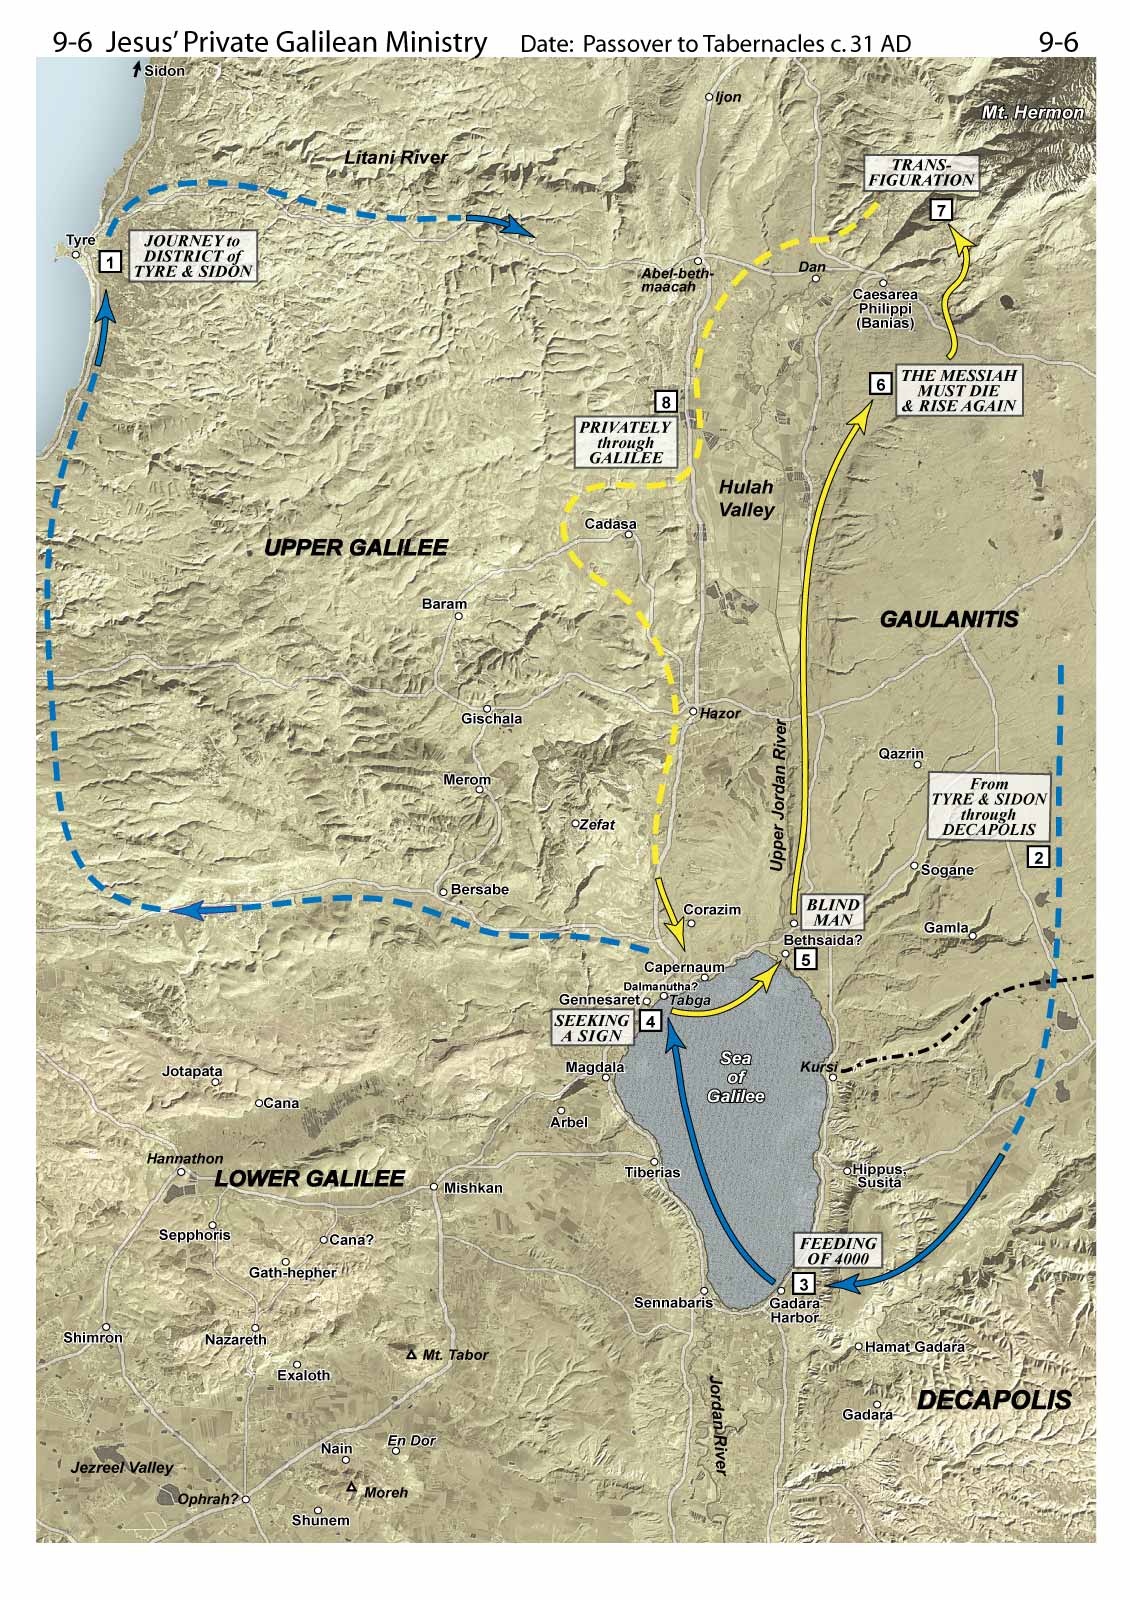 9-6 Jesus' Private Galilean Ministry Date: Passover to Tabernacles c. 31 AD 9-6
Sidon
Ijon
Mt. Hermon
Litani River
TRANS-
FIGURATION
7
Tyre
1
JOURNEY to
DISTRICT of
TYRE & SIDON
Abel-beth-
maacah
Dan
Caesarea
Philippi
(Banias)
6
THE MESSIAH
MUST DIE
& RISE AGAIN
8
PRIVATELY
through
GALILEE
Hulah
Valley
Cadasa
UPPER GALILEE
Baram
GAULANITIS
Gischala
Hazor
Upper Jordan River
Qazrin
Merom
From
TYRE & SIDON
through
DECAPOLIS
2
Zefat
Bersabe
Sogane
Corazim
BLIND
MAN
Gamla
Bethsaida?
5
Capernaum
Dalmanutha?
Gennesaret
Tabga
SEEKING
A SIGN
4
Magdala
Sea
of
Galilee
Kursi
Jotapata
Cana
Arbel
Hannathon
LOWER GALILEE
Tiberias
Hippus,
Susita
Mishkan
Sepphoris
Cana?
FEEDING
OF 4000
Gath-hepher
3
Gadara
Harbor
Sennabaris
Shimron
Nazareth
Mt. Tabor
Hamat Gadara
Exaloth
DECAPOLIS
Gadara
Jordan River
En Dor
Nain
Jezreel Valley
Ophrah?
Moreh
Shunem